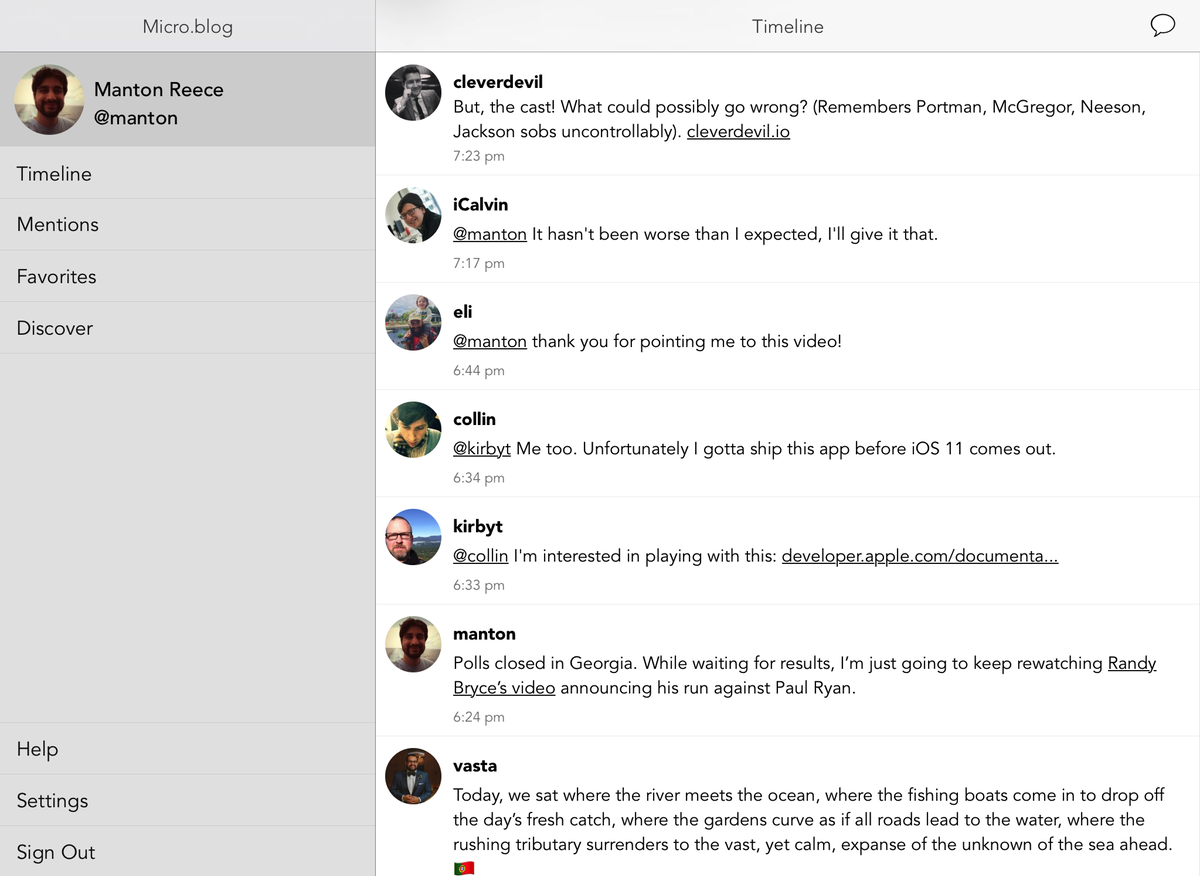 Micro.blog
Manton Reece
@manton
Timeline
Mentions
Favorites
Discover
Help
Settings
Sign Out
Timeline
cleverdevil
But, the cast! What could possibly go wrong? (Remembers Portman, McGregor, Neeson,
Jackson sobs uncontrollably). cleverdevil.io
7:23 pm
iCalvin
@manton It hasn't been worse than I expected, I'll give it that.
7:17 pm
eli
@manton thank you for pointing me to this video!
6:44 pm
collin
@kirbyt Me too. Unfortunately I gotta ship this app before iOS 11 comes out.
6:34 pm
kirbyt
@collin I'm interested in playing with this: developer.apple.com/documenta...
6:33 pm
manton
Polls closed in Georgia. While waiting for results, I’m just going to keep rewatching Randy
Bryce’s video announcing his run against Paul Ryan.
6:24 pm
vasta
Today, we sat where the river meets the ocean, where the fishing boats come in to drop off
the day’s fresh catch, where the gardens curve as if all roads lead to the water, where the
rushing tributary surrenders to the vast, yet calm, expanse of the unknown of the sea ahead.
🇵🇹